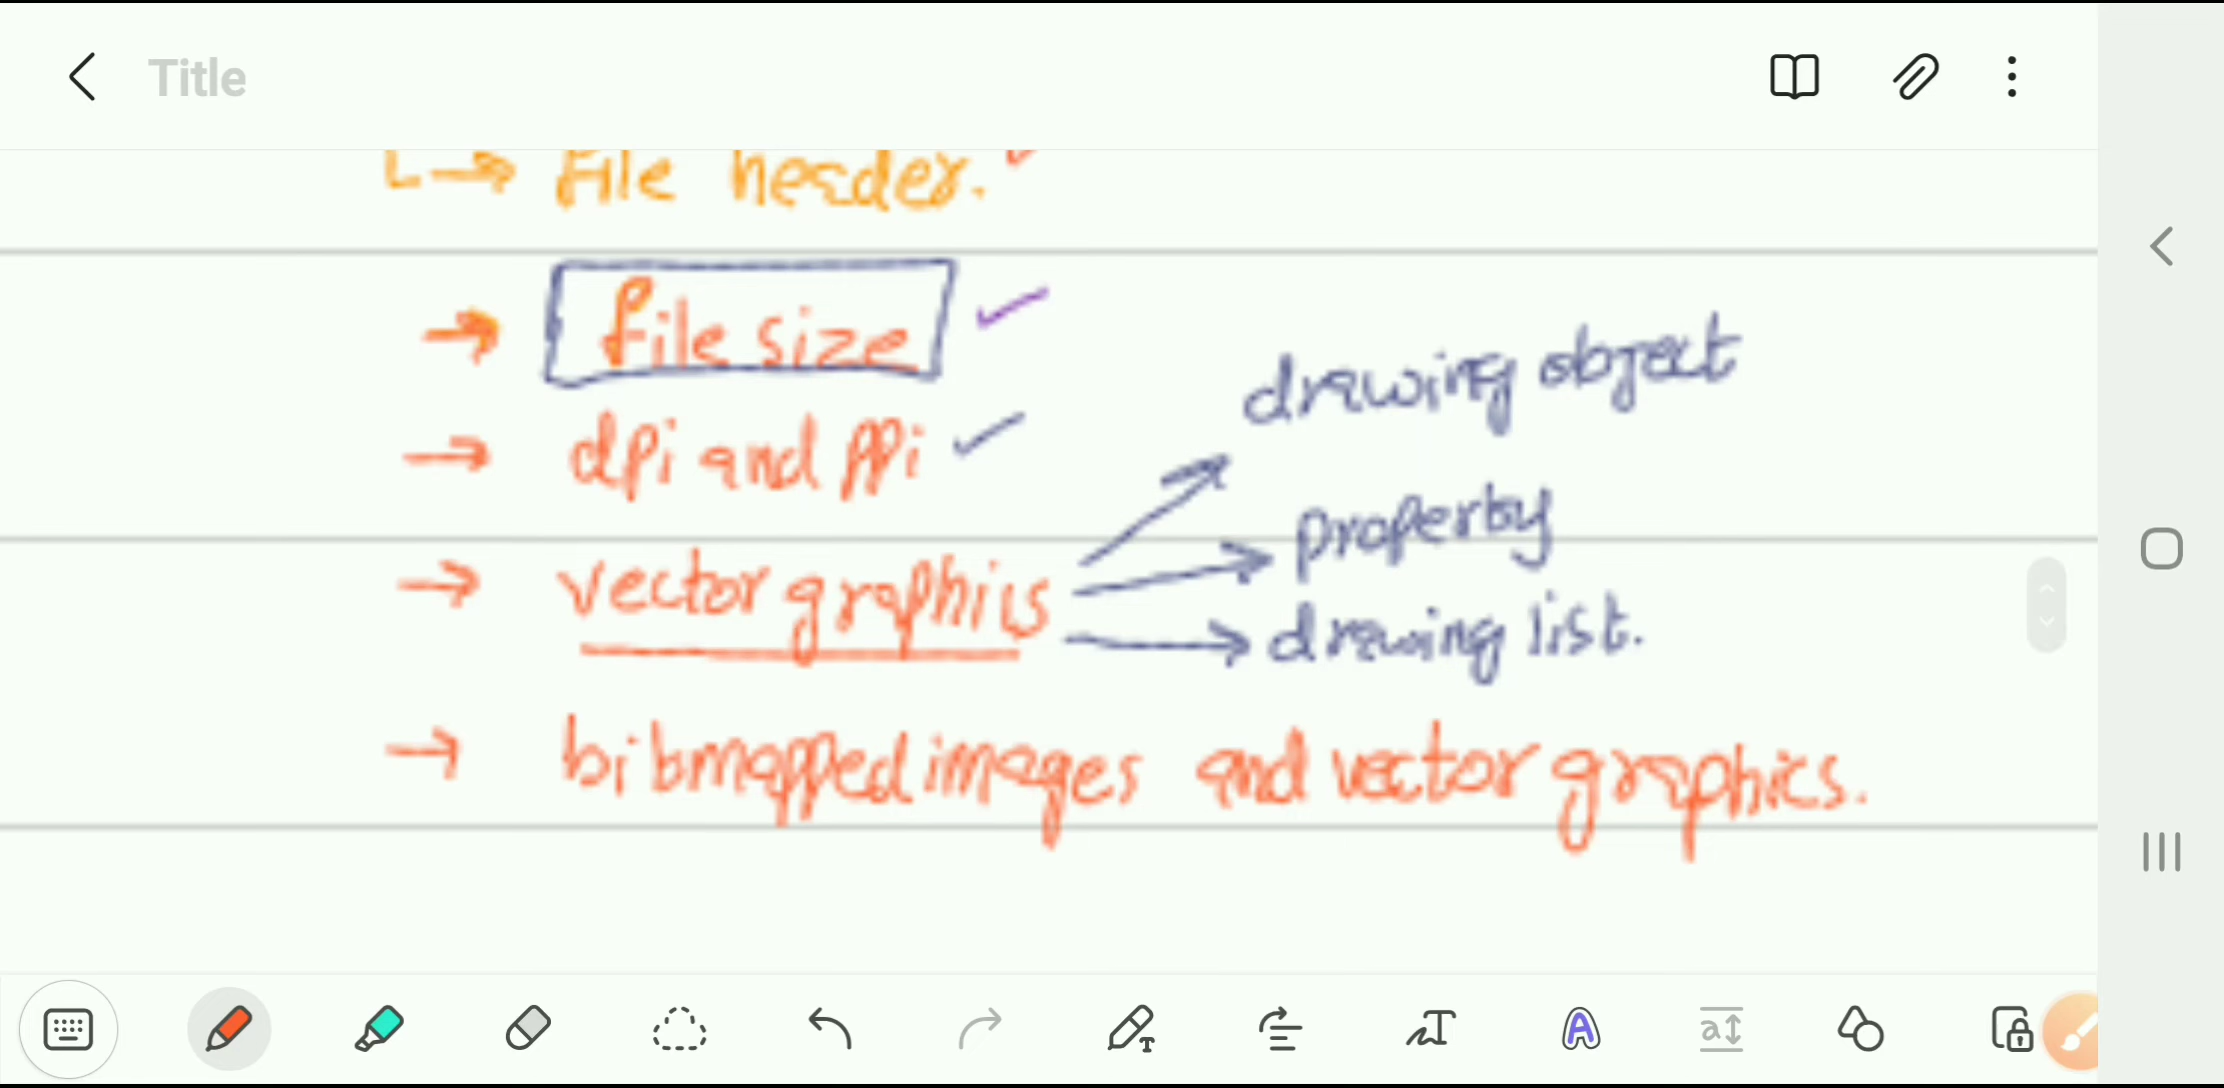 Title
File header.
file size
dpi and ppi
drawing object
property
vector graphics
drawing list.
bibmapped images and vector graphics.